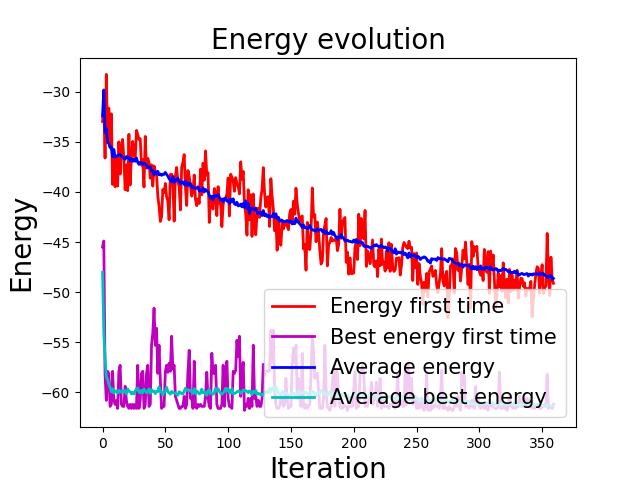 Energy evolution
Energy
−30
−35
−40
−45
−50
−55
−60
Energy first time
Best energy first time
Average energy
Average best energy
0 50 100 150 200 250 300 350
Iteration